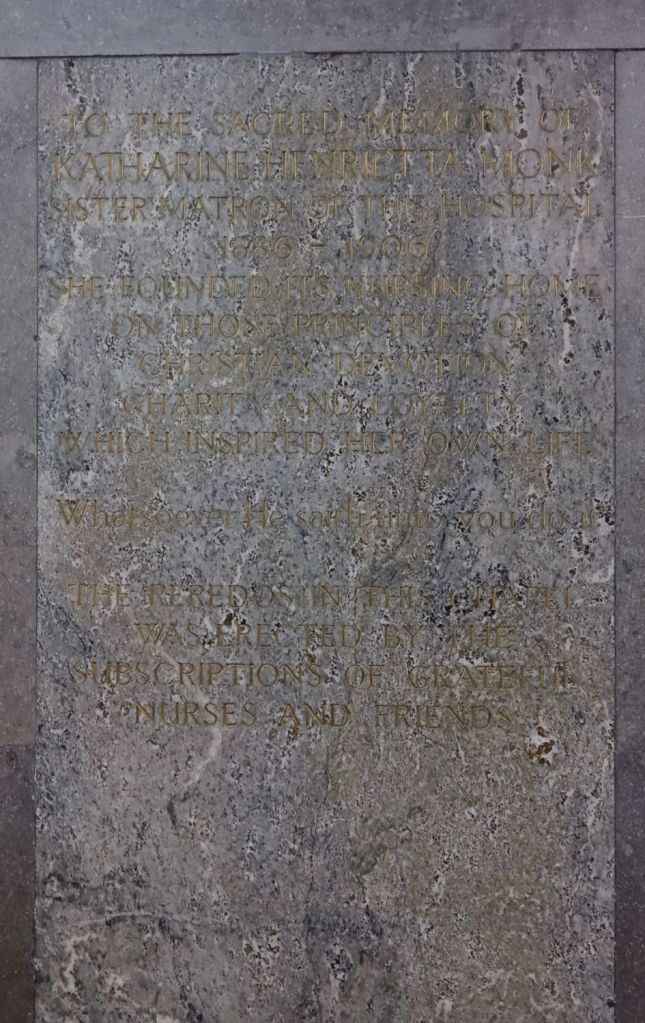 TO THE SACRED MEMORY OF
KATHARINE HENRIETTA MONK
SISTER MATRON OF THIS HOSPITAL
1886 - 1906
SHE FOUNDED ITS NURSING HOME
ON THOSE PRINCIPLES OF
CHRISTIAN DEVOTION
CHARITY AND LOYALTY
WHICH INSPIRED HER OWN LIFE
Whatsoever He saith unto you do it
THE REREDOS IN THIS CHAPEL
WAS ERECTED BY THE
SUBSCRIPTIONS OF GRATEFUL
NURSES AND FRIENDS